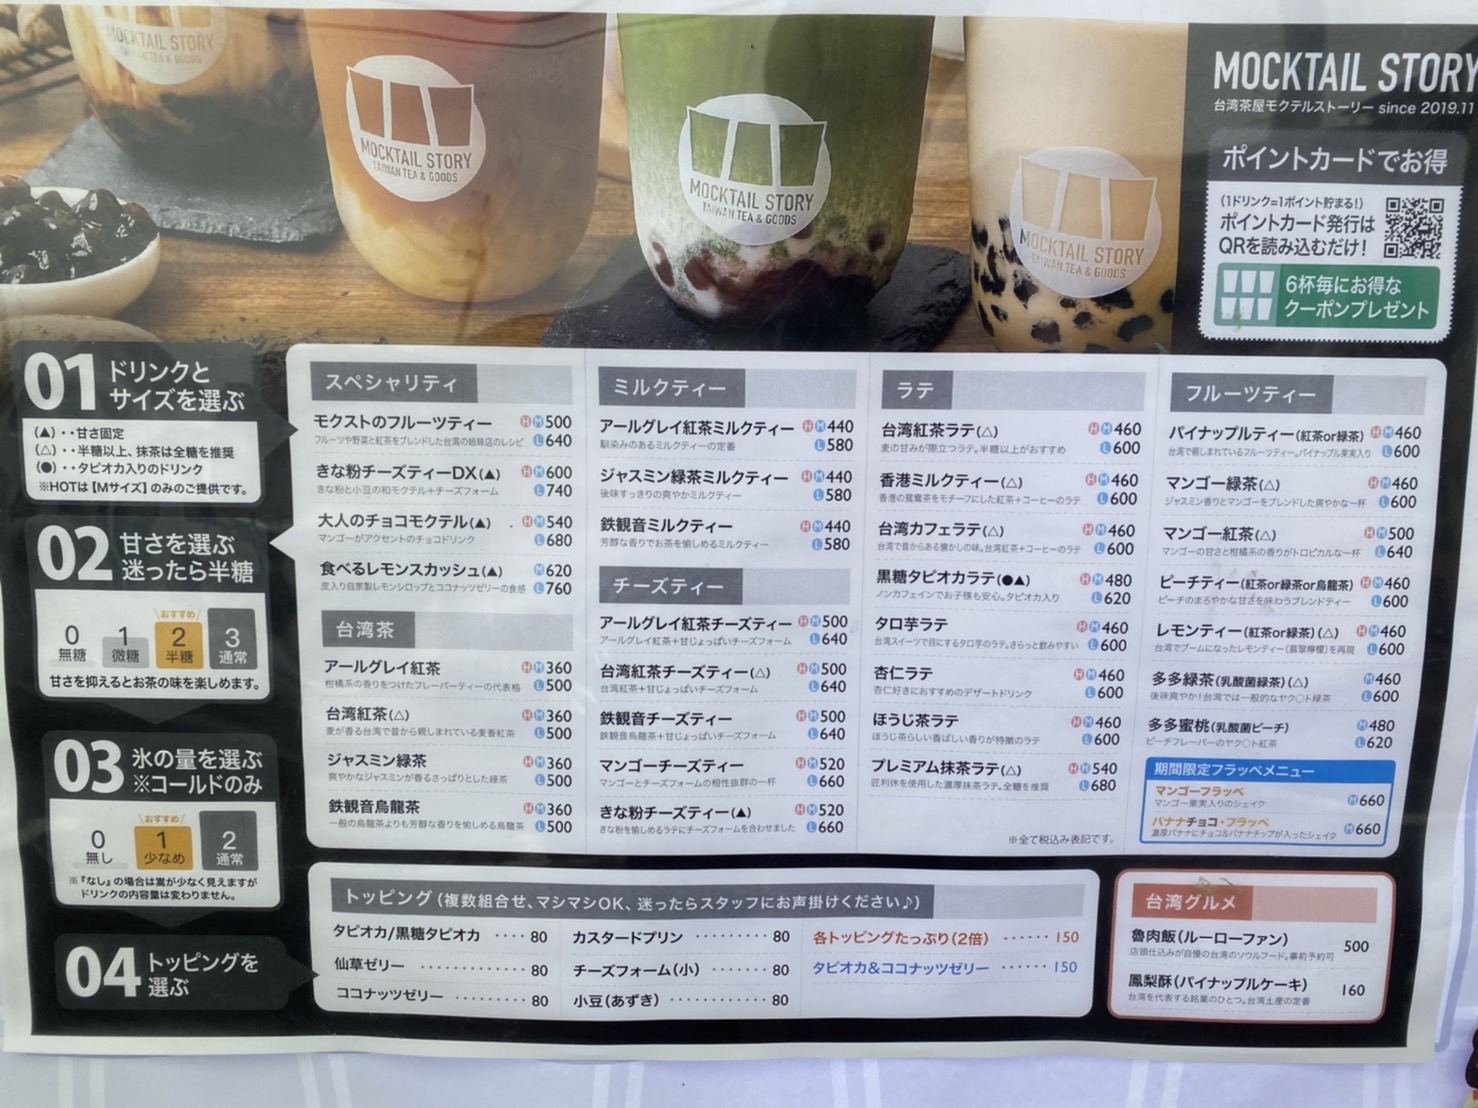 MOCKTAIL STORY
TAIWAN TEA & GOODS
MOCKTAIL STORY
TAIWAN TEA & GOODS
MOCKTAIL STORY
TAIWAN TEA & GOODS
MOCKTAIL STORY
TAIWAN TEA & GOODS
MOCKTAIL STORY
台湾茶屋モクテルストーリー since 2019.11
ポイントカードでお得
(1ドリンク=1ポイント貯まる!)
ポイントカード発行は
QRを読み込むだけ!
6杯毎にお得な
クーポンプレゼント
01 ドリンクと
サイズを選ぶ
(▲)・・甘さ固定
(△)・・半糖以上、抹茶は全糖を推奨
(●)・・タピオカ入りのドリンク
※HOTは【Mサイズ】のみのご提供です。
02 甘さを選ぶ
迷ったら半糖
おすすめ
0 1 2 3
無糖 微糖 半糖 通常
甘さを抑えるとお茶の味を楽しめます。
03 氷の量を選ぶ
※コールドのみ
おすすめ
0 1 2
無し 少なめ 通常
※『なし』の場合は嵩が少なく見えますが
ドリンクの内容量は変わりません。
04 トッピングを
選ぶ
スペシャリティ
モクストのフルーツティー H M 500
フルーツや野菜と紅茶をブレンドした台湾の姉妹店のレシピ L 640
きな粉チーズティーDX(▲) H M 600
きな粉と小豆の和モクテル+チーズフォーム L 740
大人のチョコモクテル(▲) H M 540
マンゴーがアクセントのチョコドリンク L 680
食べるレモンスカッシュ(▲) M 620
皮入り自家製レモンシロップとココナッツゼリーの食感 L 760
台湾茶
アールグレイ紅茶 H M 360
柑橘系の香りをつけたフレーバーティーの代表格 L 500
台湾紅茶(△) H M 360
麦が香る台湾で昔から親しまれている麦香紅茶 L 500
ジャスミン緑茶 H M 360
爽やかなジャスミンが香るさっぱりとした緑茶 L 500
鉄観音烏龍茶 H M 360
一般の烏龍茶よりも芳醇な香りを愉しめる烏龍茶 L 500
ミルクティー
アールグレイ紅茶ミルクティー H M 440
馴染みのあるミルクティーの定番 L 580
ジャスミン緑茶ミルクティー H M 440
後味すっきりの爽やかミルクティー L 580
鉄観音ミルクティー H M 440
芳醇な香りでお茶を愉しめるミルクティー L 580
チーズティー
アールグレイ紅茶チーズティー H M 500
アールグレイ紅茶+甘じょっぱいチーズフォーム L 640
台湾紅茶チーズティー(△) H M 500
台湾紅茶+甘じょっぱいチーズフォーム L 640
鉄観音チーズティー H M 500
鉄観音烏龍茶+甘じょっぱいチーズフォーム L 640
マンゴーチーズティー H M 520
マンゴーとチーズフォームの相性抜群の一杯 L 660
きな粉チーズティー(▲) H M 520
きな粉を愉しめるラテにチーズフォームを合わせました L 660
ラテ
台湾紅茶ラテ(△) H M 460
麦の甘みが際立つラテ。半糖以上がおすすめ L 600
香港ミルクティー(△) H M 460
香港の鴛鴦茶をモチーフにした紅茶+コーヒーのラテ L 600
台湾カフェラテ(△) H M 460
台湾で昔からある懐かしの味。台湾紅茶+コーヒーのラテ L 600
黒糖タピオカラテ(●▲) H M 480
ノンカフェインでお子様も安心。タピオカ入り L 620
タロ芋ラテ H M 460
台湾スイーツで目にするタロ芋のラテ。さらっと飲みやすい L 600
杏仁ラテ H M 460
杏仁好きにおすすめのデザートドリンク L 600
ほうじ茶ラテ H M 460
ほうじ茶らしい香ばしい香りが特徴のラテ L 600
プレミアム抹茶ラテ(△) H M 540
匠利休を使用した濃厚抹茶ラテ。全糖を推奨 L 680
※全て税込み表記です。
フルーツティー
パイナップルティー(紅茶or緑茶) H M 460
台湾で親しまれているフルーツティー。パイナップル果実入り L 600
マンゴー緑茶(△) H M 460
ジャスミン香りとマンゴーをブレンドした爽やかな一杯 L 600
マンゴー紅茶(△) H M 500
マンゴーの甘さと柑橘系の香りがトロピカルな一杯 L 640
ピーチティー(紅茶or緑茶or烏龍茶) H M 460
ピーチのまろやかな甘さを味わうブレンドティー L 600
レモンティー(紅茶or緑茶)(△) H M 460
台湾でブームになったレモンティー(翡翠檸檬)を再現 L 600
多多緑茶(乳酸菌緑茶)(△) M 460
後味爽やか!台湾では一般的なヤク○ト緑茶 L 600
多多蜜桃(乳酸菌ピーチ) M 480
ピーチフレーバーのヤク○ト紅茶 L 620
期間限定フラッペメニュー
マンゴーフラッペ M 660
マンゴー果実入りのシェイク
バナナチョコ・フラッペ M 660
濃厚バナナにチョコ&バナナチップが入ったシェイク
トッピング(複数組合せ、マシマシOK、迷ったらスタッフにお声掛けください♪)
タピオカ/黒糖タピオカ ···· 80
仙草ゼリー ············ 80
ココナッツゼリー ········· 80
カスタードプリン ········· 80
チーズフォーム(小) ······· 80
小豆(あずき) ············ 80
各トッピングたっぷり(2倍) ······ 150
タピオカ&ココナッツゼリー ······ 150
台湾グルメ
魯肉飯(ルーローファン) 500
店頭仕込みが自慢の台湾のソウルフード。事前予約可
鳳梨酥(パイナップルケーキ) 160
台湾を代表する銘菓のひとつ。台湾土産の定番